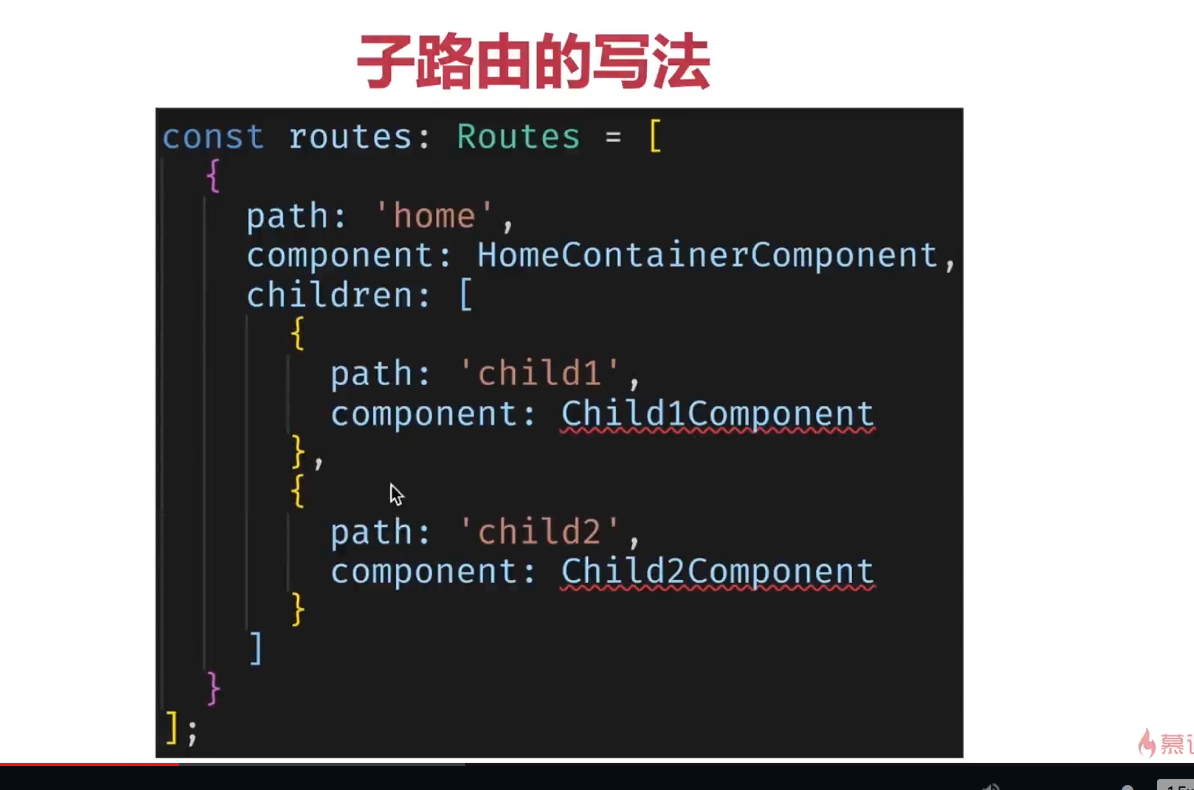 子路由的写法
const routes: Routes = [
{
path: 'home',
component: HomeContainerComponent,
children: [
{
path: 'child1',
component: Child1Component
},
{
path: 'child2',
component: Child2Component
}
]
}
];
慕